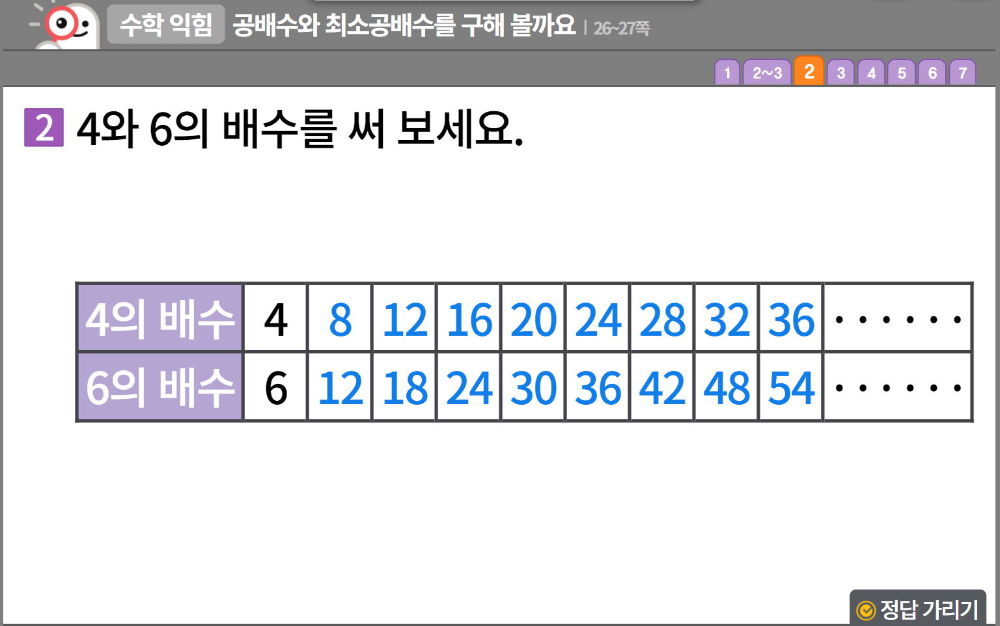 수학 익힘 공배수와 최소공배수를 구해 볼까요 | 26~27쪽
1 2~3 2 3 4 5 6 7
2 4와 6의 배수를 써 보세요.
4의 배수 4 8 12 16 20 24 28 32 36 ······
6의 배수 6 12 18 24 30 36 42 48 54 ······
정답 가리기